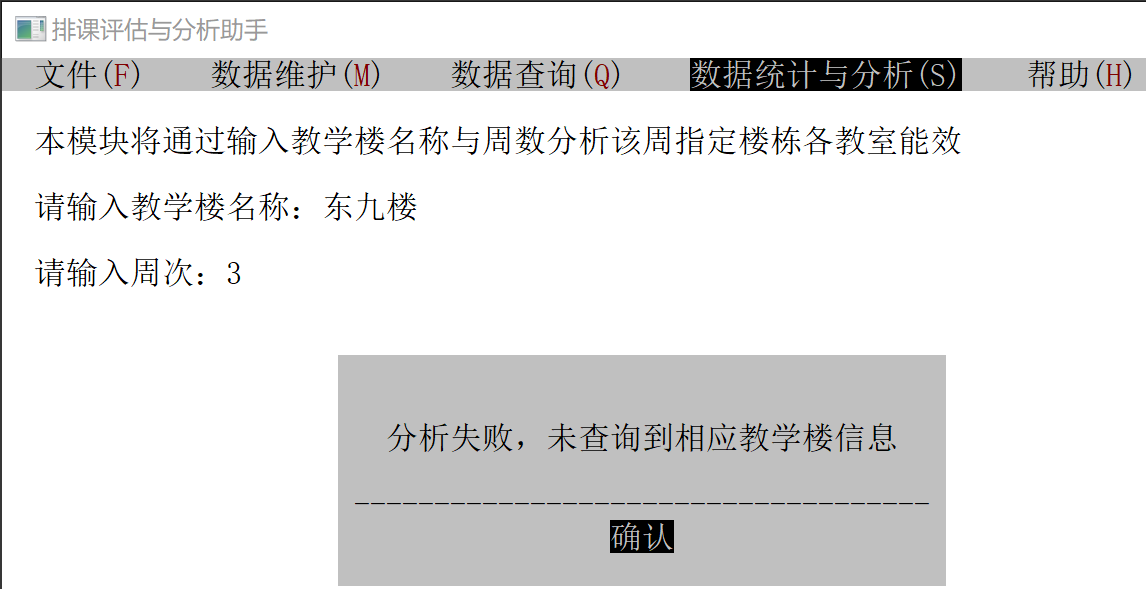 排课评估与分析助手
文件(F) 数据维护(M) 数据查询(Q) 数据统计与分析(S) 帮助(H)
本模块将通过输入教学楼名称与周数分析该周指定楼栋各教室能效
请输入教学楼名称：东九楼
请输入周次：3
分析失败，未查询到相应教学楼信息
------------------------------------
确认